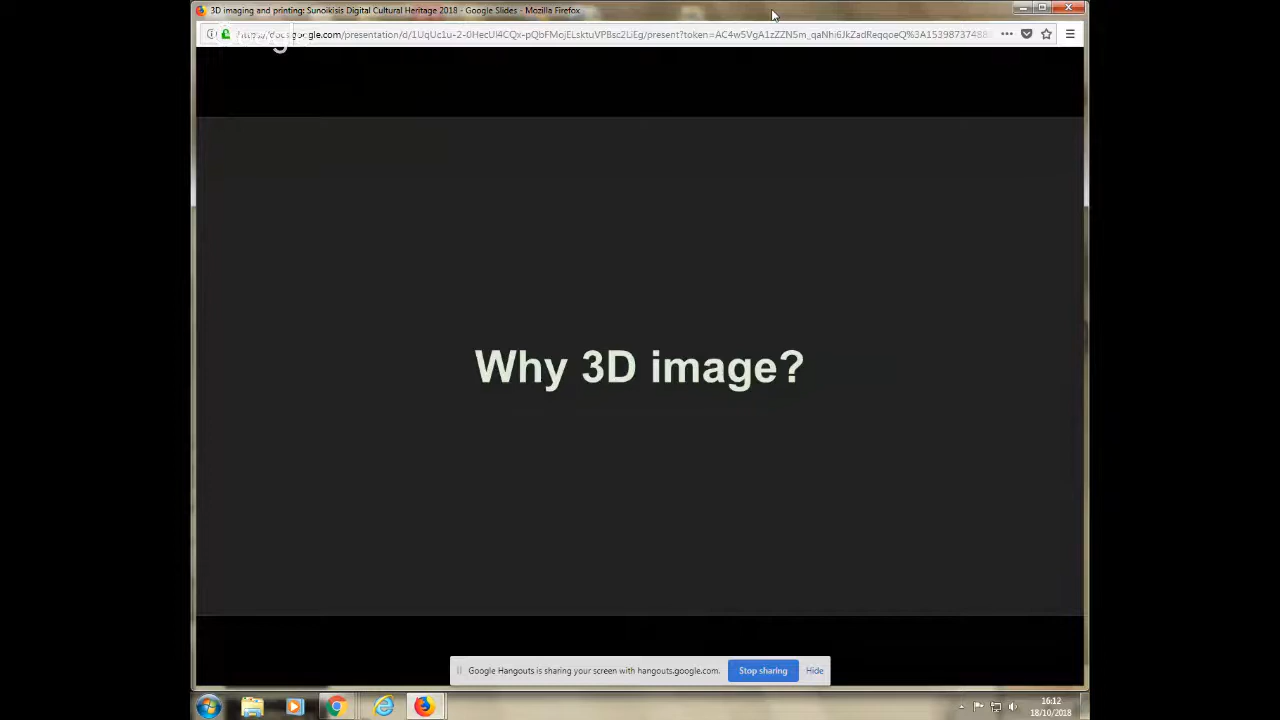 3D imaging and printing: Sunoikisis Digital Cultural Heritage 2018 - Google Slides - Mozilla Firefox
Why 3D image?
Google Hangouts is sharing your screen with hangouts.google.com.
Stop sharing
Hide
16:12
18/10/2018